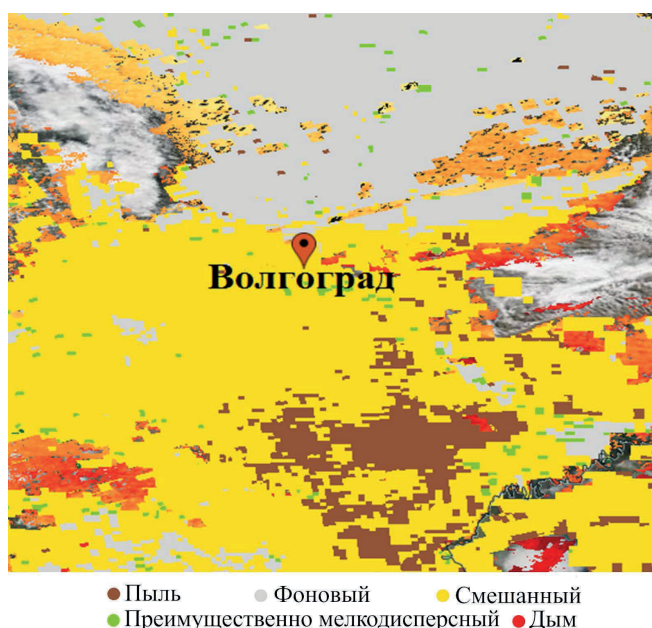 Волгоград
Пыль Фоновый Смешанный
Преимущественно мелкодисперсный Дым